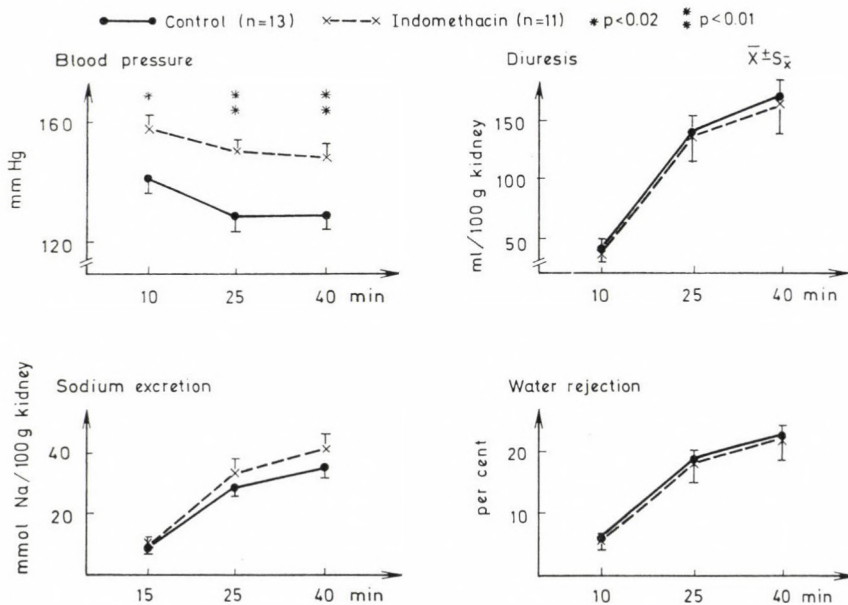 Control (n=13) Indomethacin (n=11) *p<0.02 ** p<0.01
Blood pressure
mm Hg
160
120
10 25 40 min
Diuresis
X̄±Sx̄
ml/100 g kidney
150
100
50
10 25 40 min
Sodium excretion
mmol Na/100g kidney
40
20
15 25 40 min
Water rejection
per cent
20
10
10 25 40 min